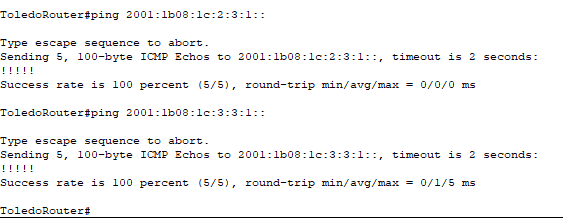 ToledoRouter#ping 2001:1b08:1c:2:3:1::
Type escape sequence to abort.
Sending 5, 100-byte ICMP Echos to 2001:1b08:1c:2:3:1::, timeout is 2 seconds:
!!!!!
Success rate is 100 percent (5/5), round-trip min/avg/max = 0/0/0 ms
ToledoRouter#ping 2001:1b08:1c:3:3:1::
Type escape sequence to abort.
Sending 5, 100-byte ICMP Echos to 2001:1b08:1c:3:3:1::, timeout is 2 seconds:
!!!!!
Success rate is 100 percent (5/5), round-trip min/avg/max = 0/1/5 ms
ToledoRouter#